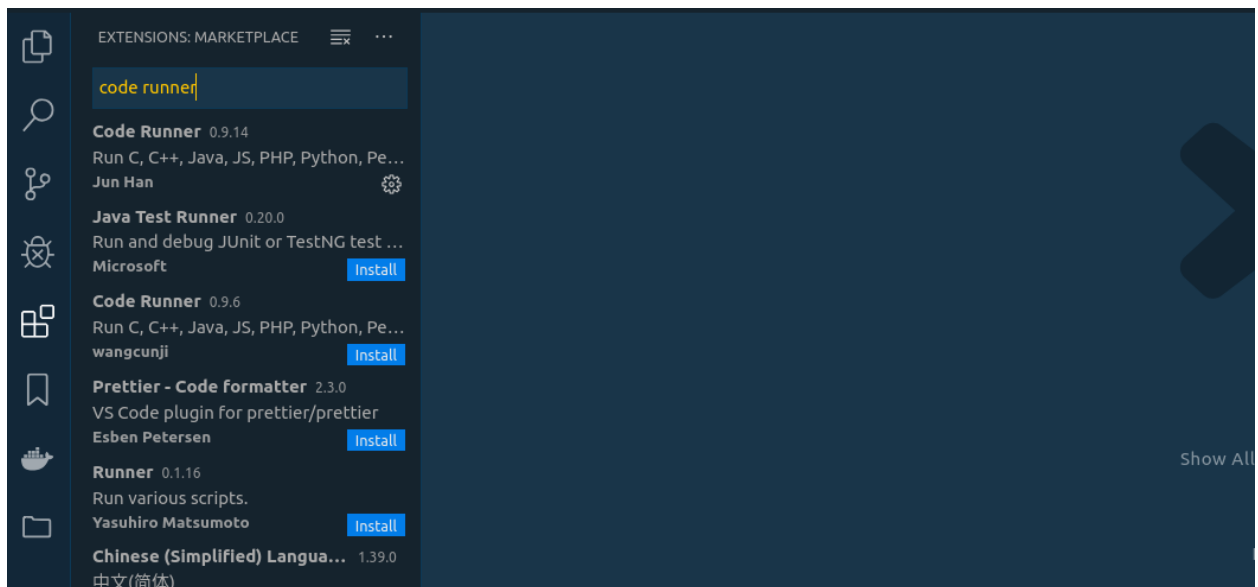 EXTENSIONS: MARKETPLACE
code runner
Code Runner 0.9.14
Run C, C++, Java, JS, PHP, Python, Pe...
Jun Han
Java Test Runner 0.20.0
Run and debug JUnit or TestNG test ...
Microsoft Install
Code Runner 0.9.6
Run C, C++, Java, JS, PHP, Python, Pe...
wangcunji Install
Prettier - Code formatter 2.3.0
VS Code plugin for prettier/prettier
Esben Petersen Install
Runner 0.1.16
Run various scripts.
Yasuhiro Matsumoto Install
Chinese (Simplified) Langua... 1.39.0
中文(简体)
Show All